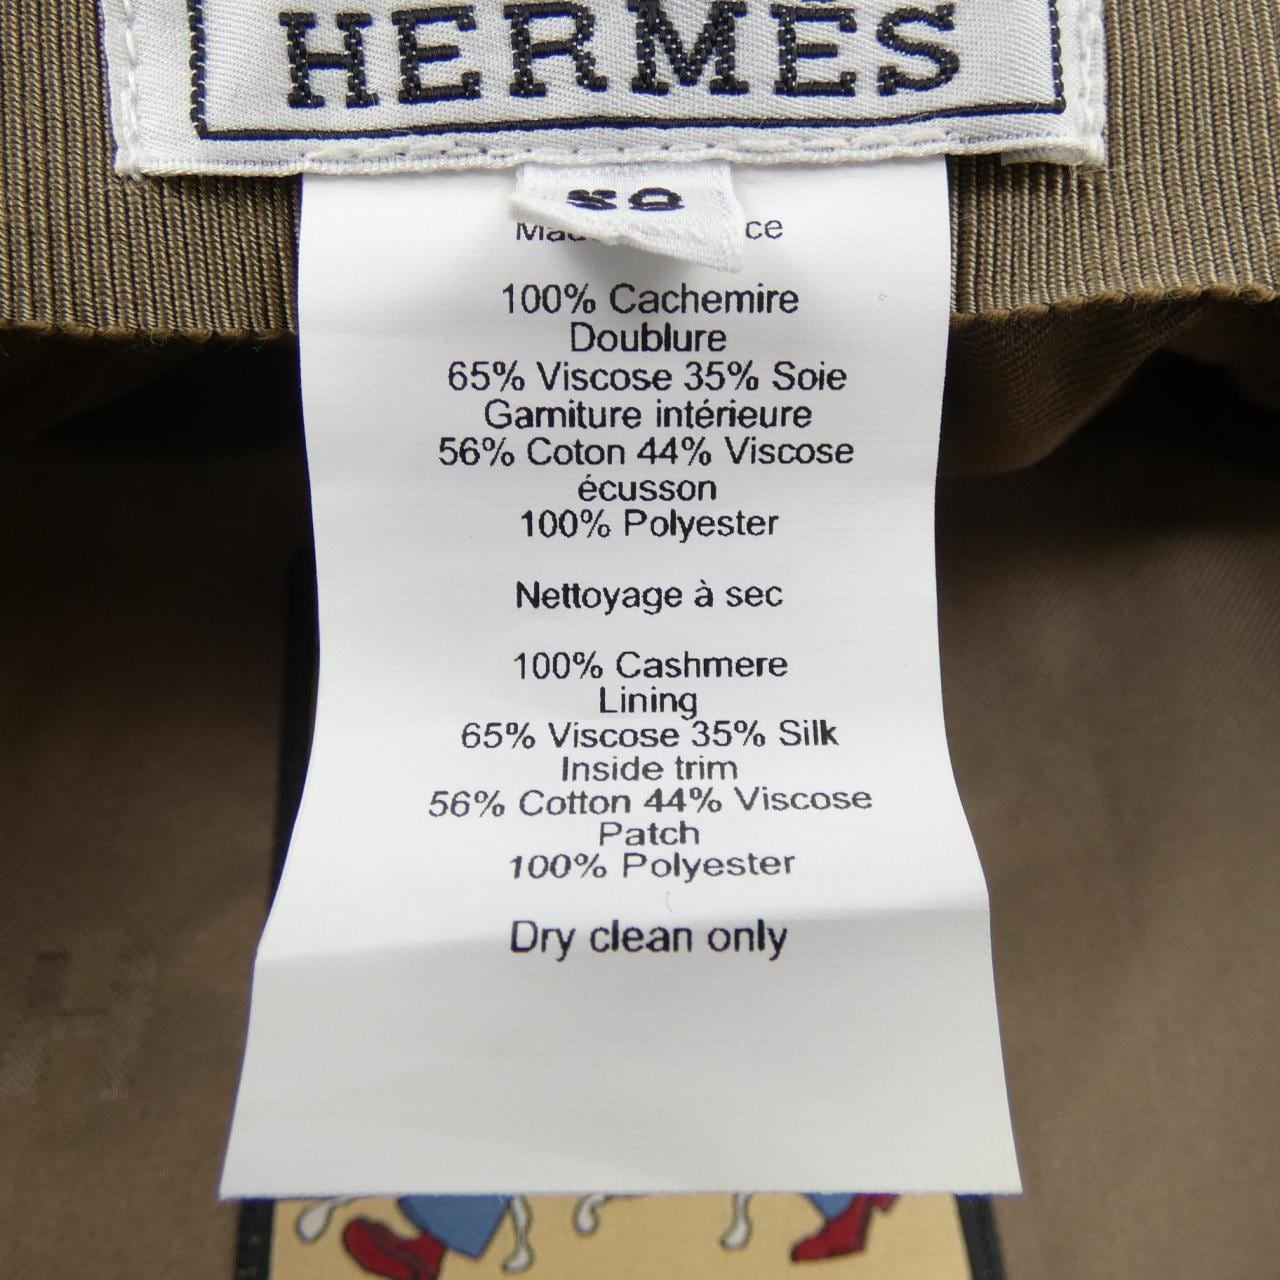 HERMÈS
50
ce
100% Cachemire
Doublure
65% Viscose 35% Soie
Garniture intérieure
56% Coton 44% Viscose
écusson
100% Polyester
Nettoyage à sec
100% Cashmere
Lining
65% Viscose 35% Silk
Inside trim
56% Cotton 44% Viscose
Patch
100% Polyester
Dry clean only